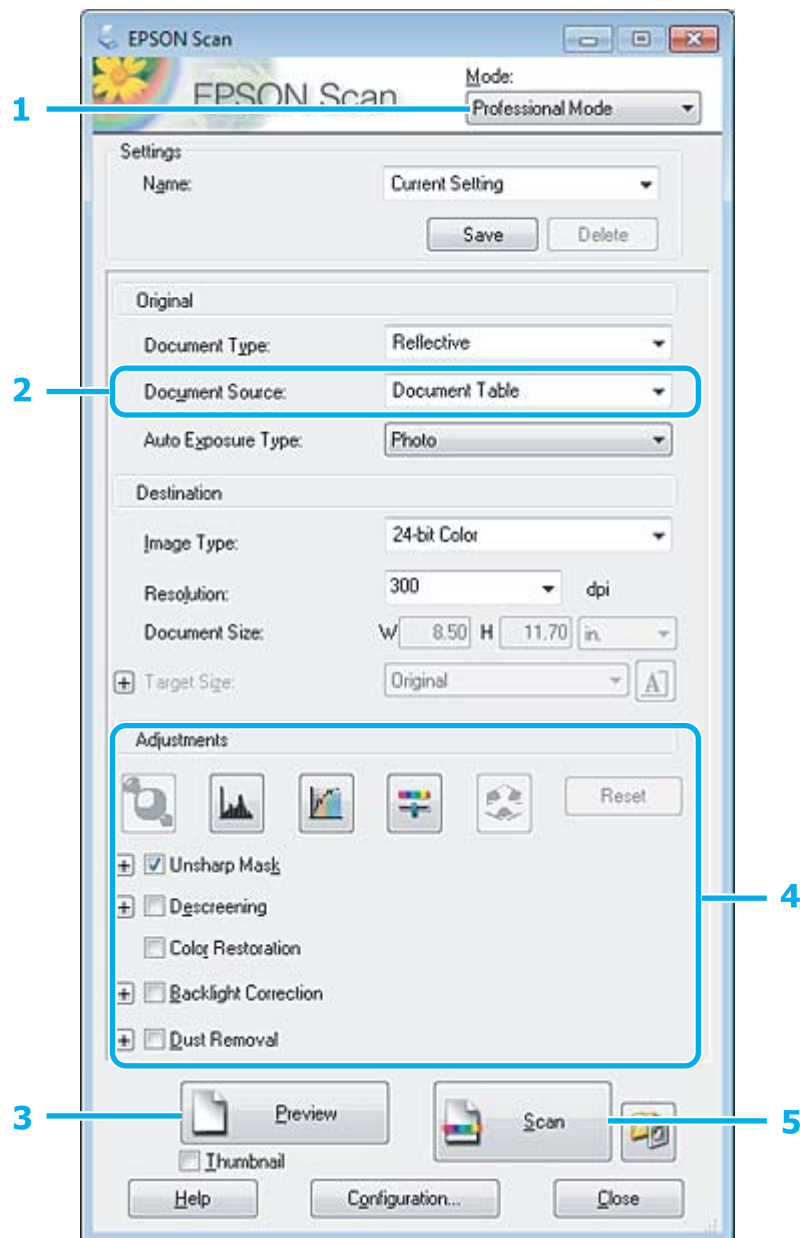 EPSON Scan
EPSON Scan
Mode:
1
Professional Mode
Settings
Name:
Current Setting
Save
Delete
Original
Document Type:
Reflective
2
Document Source:
Document Table
Auto Exposure Type:
Photo
Destination
Image Type:
24-bit Color
Resolution:
300
dpi
Document Size:
W
8.50
H
11.70
in.
Target Size:
Original
A
Adjustments
Reset
Unsharp Mask
4
Descreening
Color Restoration
Backlight Correction
Dust Removal
3
Preview
Scan
5
Thumbnail
Help
Configuration...
Close